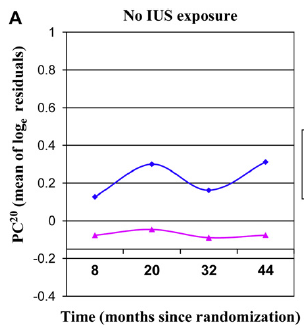 A
No IUS exposure
PC20 (mean of loge residuals)
1
0.8
0.6
0.4
0.2
0
-0.2
-0.4
8 20 32 44
Time (months since randomization)